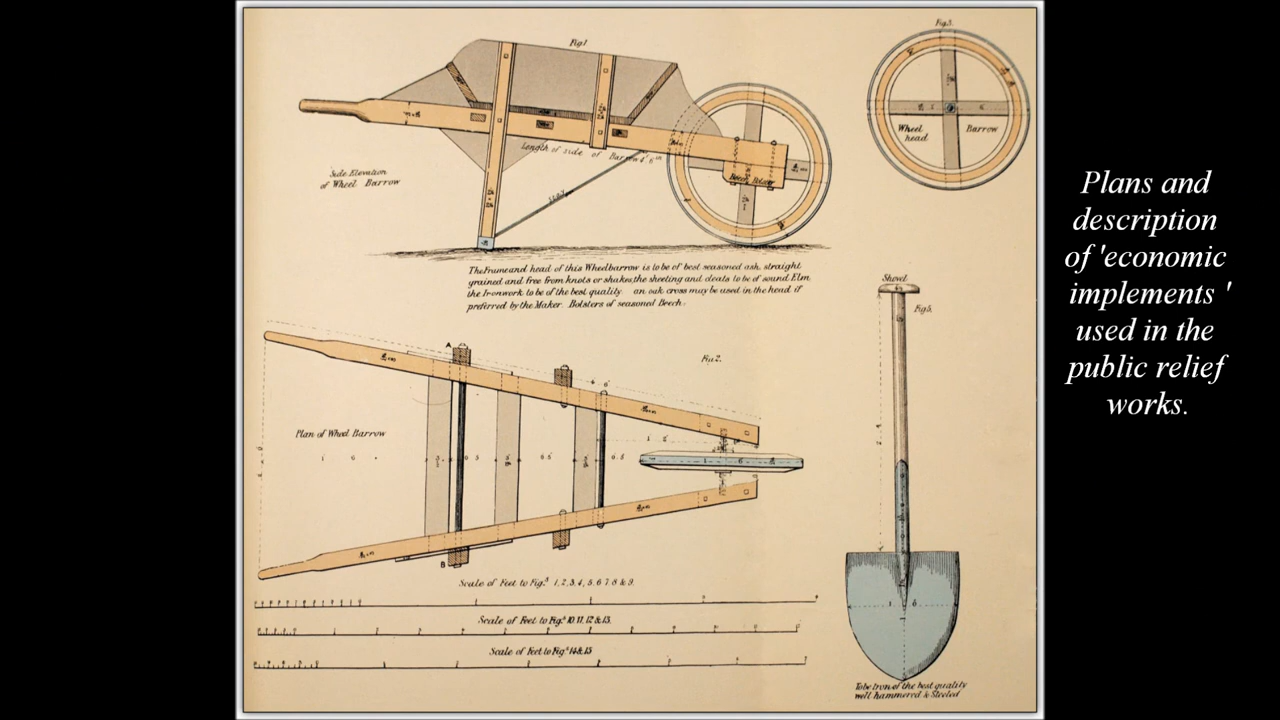 Fig 1
Fig 3.
Wheel head
Barrow
Side Elevation
of Wheel Barrow
Length of side of Barrow 4' 6"
Beech Bolster
The Frame and head of this Wheelbarrow is to be of best seasoned ash, straight
grained and free from knots or shakes, the sheeting and cleats to be of sound Elm
the Ironwork to be of the best quality an oak cross may be used in the head if
preferred by the Maker. Bolsters of seasoned Beech.
Shovel
Fig 5.
Fig 2.
A
Plan of Wheel Barrow
B
Scale of Feet to Figs 1, 2, 3, 4, 5, 6 7. 8 & 9.
Scale of Feet to Figs 10. 11. 12 & 13.
Scale of Feet to Figs 14 & 15
To be Iron of the best quality
well hammered & Steeled
Plans and
description
of 'economic
implements '
used in the
public relief
works.